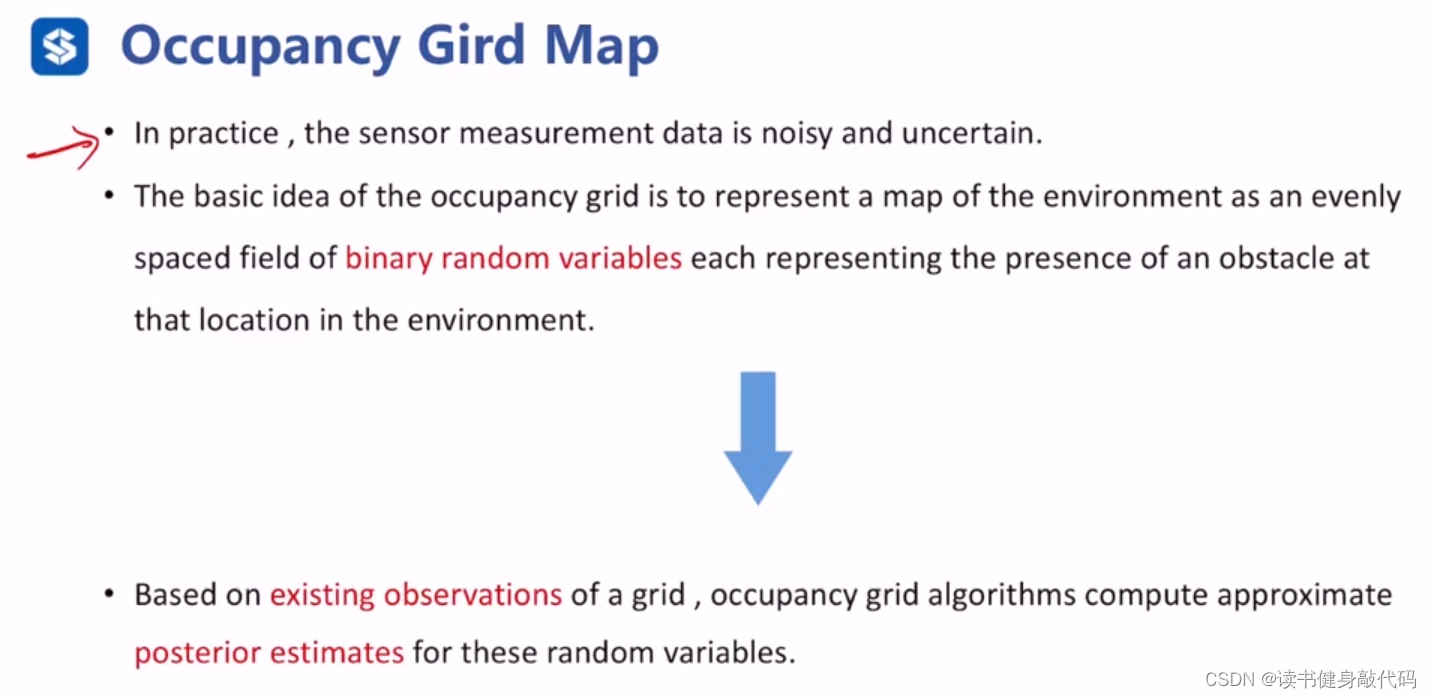 Occupancy Gird Map
• In practice , the sensor measurement data is noisy and uncertain.
• The basic idea of the occupancy grid is to represent a map of the environment as an evenly
spaced field of binary random variables each representing the presence of an obstacle at
that location in the environment.
• Based on existing observations of a grid , occupancy grid algorithms compute approximate
posterior estimates for these random variables.
CSDN @读书健身敲代码